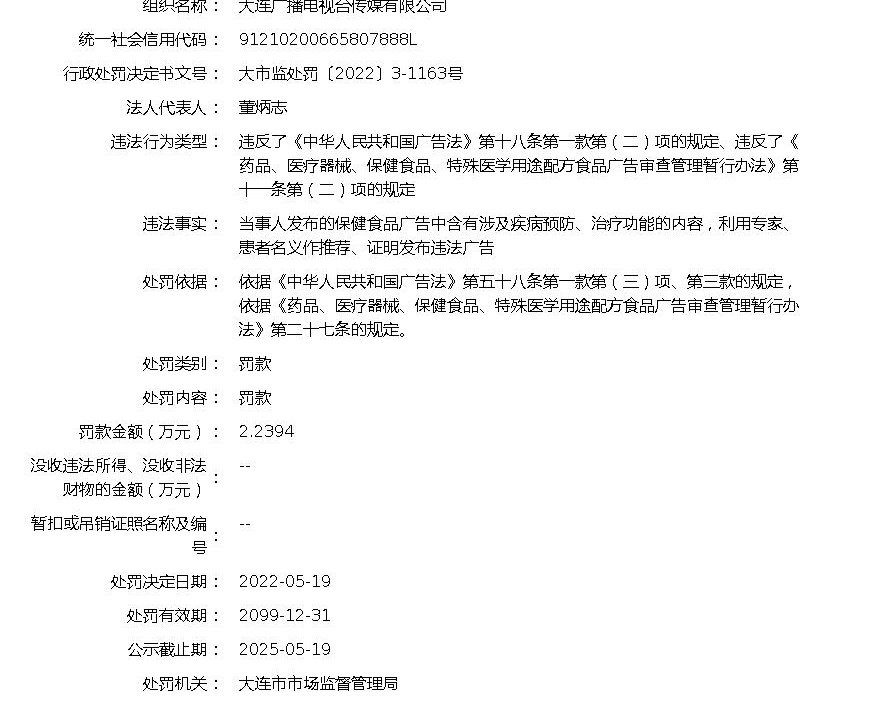 组织名称： 大连广播电视台传媒有限公司
统一社会信用代码： 91210200665807888L
行政处罚决定书文号： 大市监处罚〔2022〕3-1163号
法人代表人： 董炳志
违法行为类型： 违反了《中华人民共和国广告法》第十八条第一款第（二）项的规定、违反了《
药品、医疗器械、保健食品、特殊医学用途配方食品广告审查管理暂行办法》第
十一条第（二）项的规定
违法事实： 当事人发布的保健食品广告中含有涉及疾病预防、治疗功能的内容，利用专家、
患者名义作推荐、证明发布违法广告
处罚依据： 依据《中华人民共和国广告法》第五十八条第一款第（三）项、第三款的规定，
依据《药品、医疗器械、保健食品、特殊医学用途配方食品广告审查管理暂行办
法》第二十七条的规定。
处罚类别： 罚款
处罚内容： 罚款
罚款金额（万元）： 2.2394
没收违法所得、没收非法
财物的金额（万元）： --
暂扣或吊销证照名称及编
号： --
处罚决定日期： 2022-05-19
处罚有效期： 2099-12-31
公示截止期： 2025-05-19
处罚机关： 大连市市场监督管理局